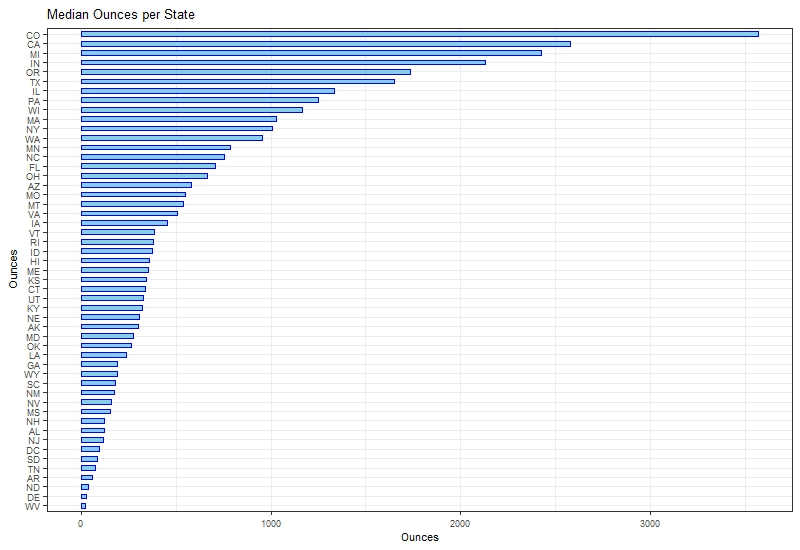 Median Ounces per State
CO
CA
MI
IN
OR
TX
IL
PA
WI
MA
NY
WA
MN
NC
FL
OH
AZ
MO
MT
VA
IA
VT
RI
ID
HI
ME
KS
CT
UT
KY
NE
AK
MD
OK
LA
GA
WY
SC
NM
NV
MS
NH
AL
NJ
DC
SD
TN
AR
ND
DE
WV
Ounces
0 1000 2000 3000
Ounces